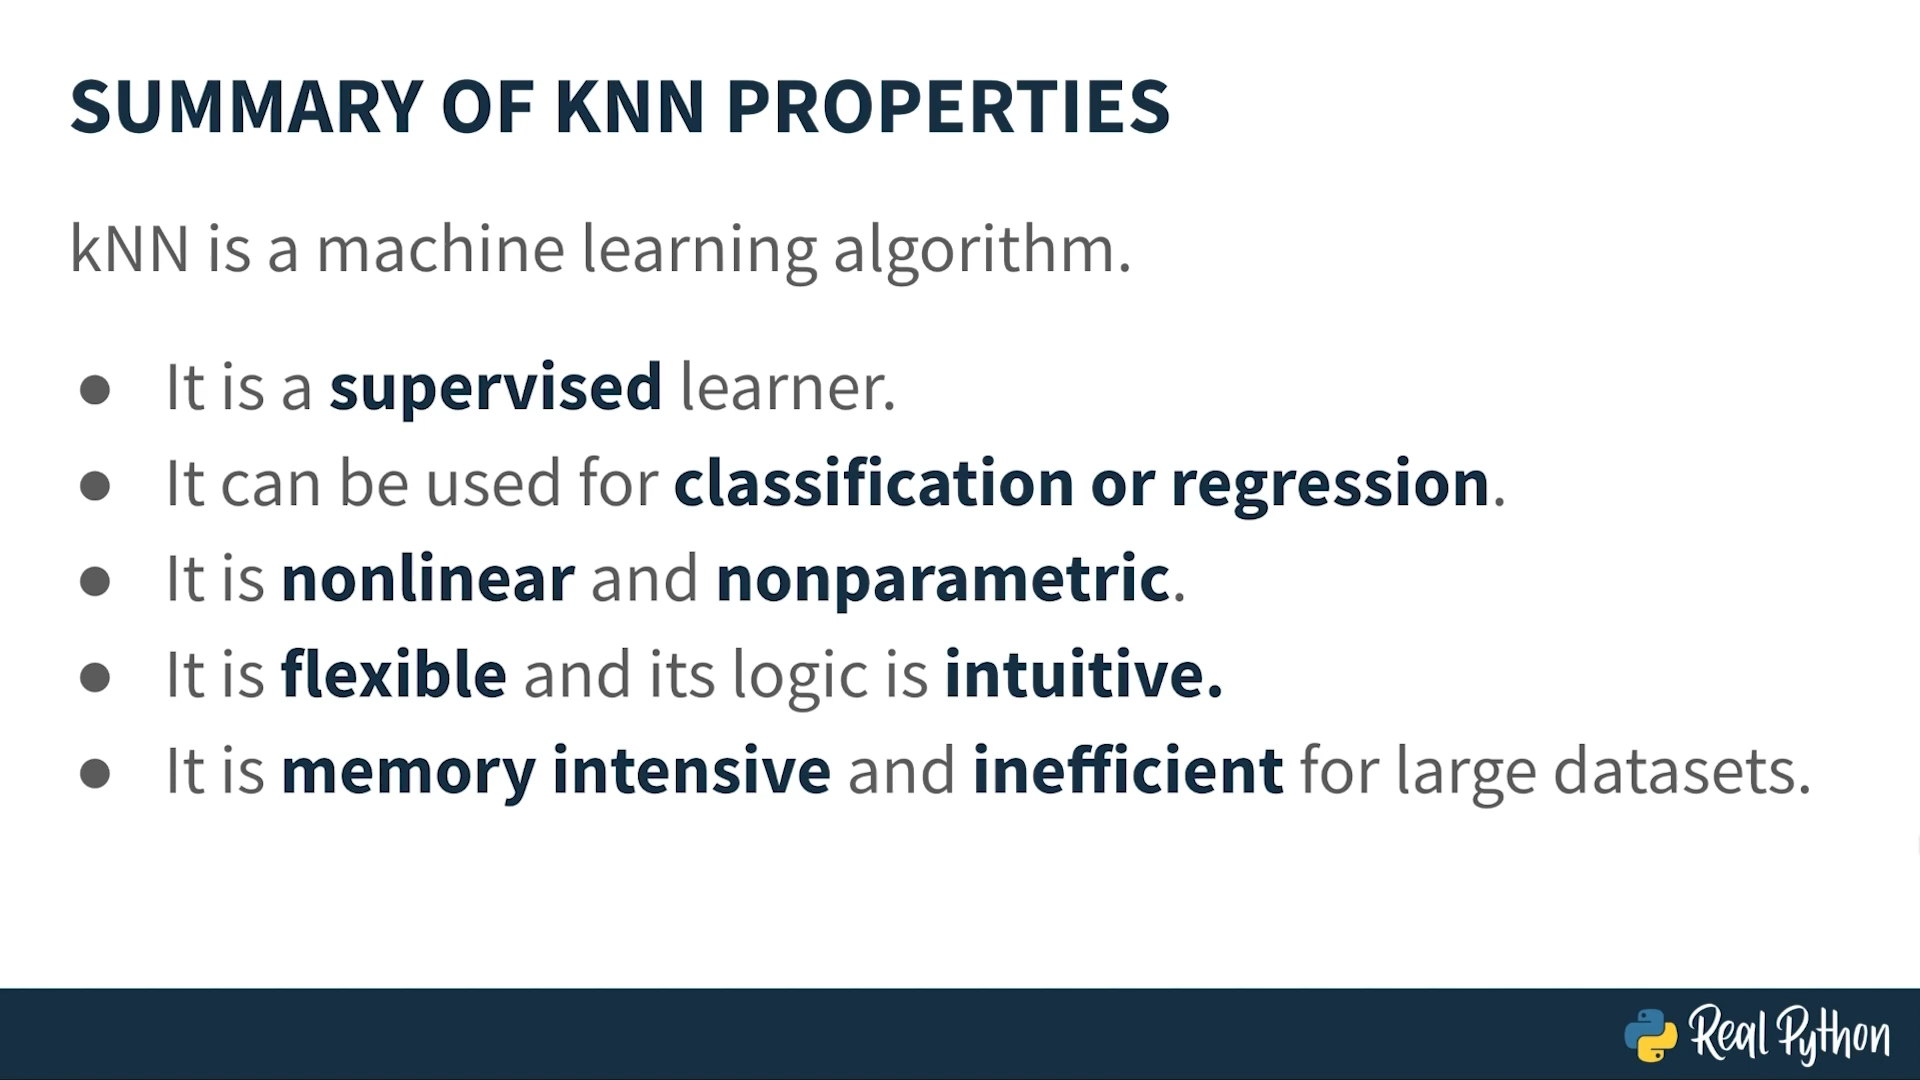 SUMMARY OF KNN PROPERTIES
kNN is a machine learning algorithm.
● It is a supervised learner.
● It can be used for classification or regression.
● It is nonlinear and nonparametric.
● It is flexible and its logic is intuitive.
● It is memory intensive and inefficient for large datasets.
Real Python